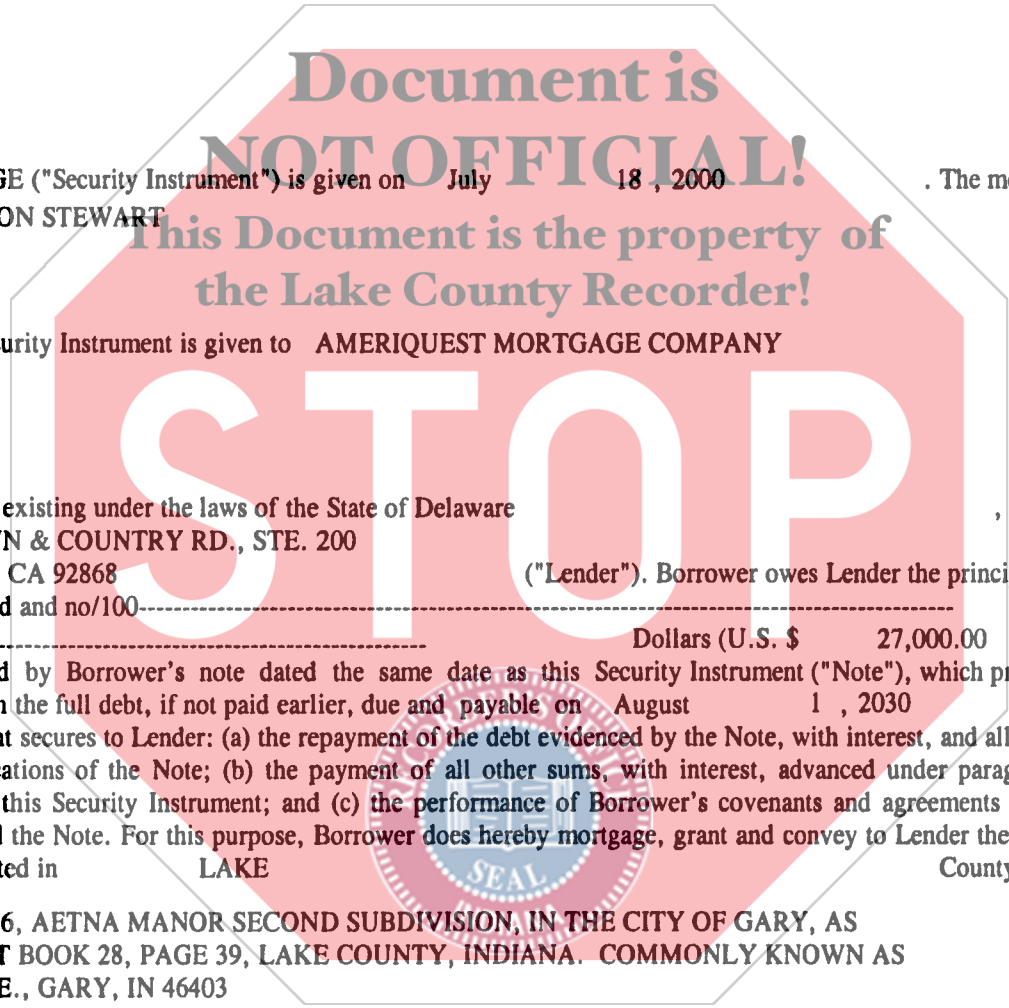 Document is
NOT OFFICIAL!
GE ("Security Instrument") is given on July 18 , 2000 . The mo
ON STEWART
This Document is the property of
the Lake County Recorder!
urity Instrument is given to AMERIQUEST MORTGAGE COMPANY
STOP
existing under the laws of the State of Delaware ,
N & COUNTRY RD., STE. 200
CA 92868 ("Lender"). Borrower owes Lender the princi
d and no/100--------------------------------------------------------------------------------
---------------------------------------- Dollars (U.S. $ 27,000.00
d by Borrower's note dated the same date as this Security Instrument ("Note"), which pr
the full debt, if not paid earlier, due and payable on August 1 , 2030
t secures to Lender: (a) the repayment of the debt evidenced by the Note, with interest, and all
ations of the Note; (b) the payment of all other sums, with interest, advanced under parag
this Security Instrument; and (c) the performance of Borrower's covenants and agreements
the Note. For this purpose, Borrower does hereby mortgage, grant and convey to Lender the
ted in LAKE County
RECORDER'S OFFICE
SEAL
INDIANA
6, AETNA MANOR SECOND SUBDIVISION, IN THE CITY OF GARY, AS
T BOOK 28, PAGE 39, LAKE COUNTY, INDIANA. COMMONLY KNOWN AS
E., GARY, IN 46403